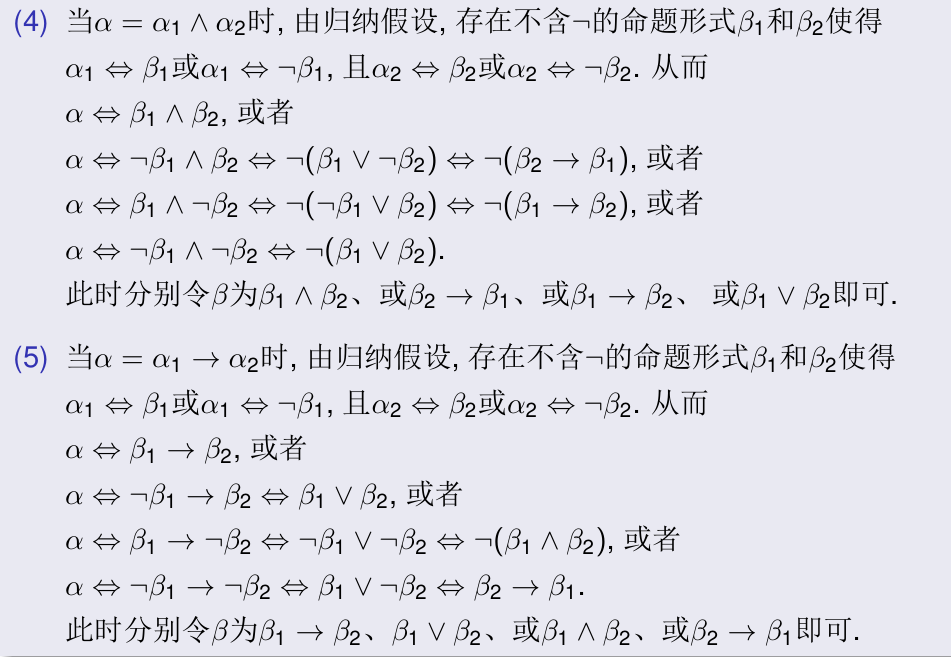 (4) 当α = α₁ ∧ α₂时, 由归纳假设, 存在不含¬的命题形式β₁和β₂使得
α₁ ⇔ β₁或α₁ ⇔ ¬β₁, 且α₂ ⇔ β₂或α₂ ⇔ ¬β₂. 从而
α ⇔ β₁ ∧ β₂, 或者
α ⇔ ¬β₁ ∧ β₂ ⇔ ¬(β₁ ∨ ¬β₂) ⇔ ¬(β₂ → β₁), 或者
α ⇔ β₁ ∧ ¬β₂ ⇔ ¬(¬β₁ ∨ β₂) ⇔ ¬(β₁ → β₂), 或者
α ⇔ ¬β₁ ∧ ¬β₂ ⇔ ¬(β₁ ∨ β₂).
此时分别令β为β₁ ∧ β₂、或β₂ → β₁、或β₁ → β₂、 或β₁ ∨ β₂即可.
(5) 当α = α₁ → α₂时, 由归纳假设, 存在不含¬的命题形式β₁和β₂使得
α₁ ⇔ β₁或α₁ ⇔ ¬β₁, 且α₂ ⇔ β₂或α₂ ⇔ ¬β₂. 从而
α ⇔ β₁ → β₂, 或者
α ⇔ ¬β₁ → β₂ ⇔ β₁ ∨ β₂, 或者
α ⇔ β₁ → ¬β₂ ⇔ ¬β₁ ∨ ¬β₂ ⇔ ¬(β₁ ∧ β₂), 或者
α ⇔ ¬β₁ → ¬β₂ ⇔ β₁ ∨ ¬β₂ ⇔ β₂ → β₁.
此时分别令β为β₁ → β₂、β₁ ∨ β₂、或β₁ ∧ β₂、或β₂ → β₁即可.